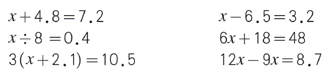 x+4.8=7.2 x−6.5=3.2
x÷8=0.4 6x+18=48
3(x+2.1)=10.5 12x−9x=8.7